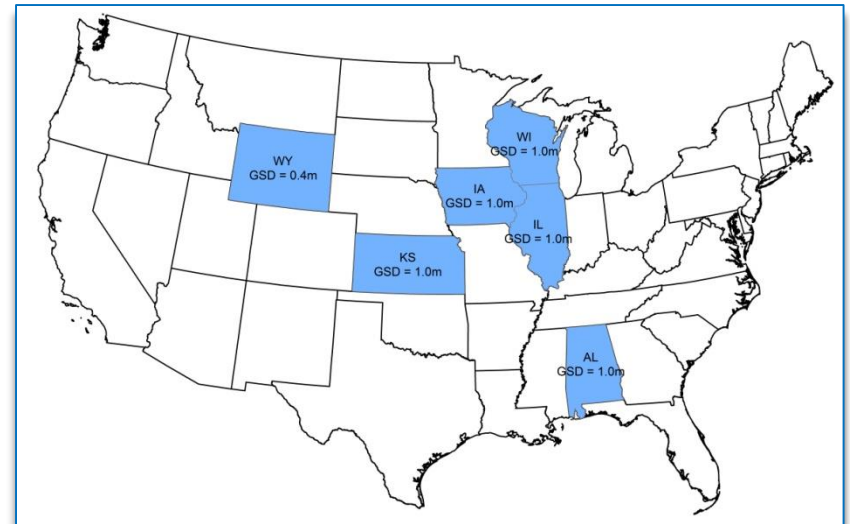 WI
GSD = 1.0m
WY
GSD = 0.4m
IA
GSD = 1.0m
IL
GSD = 1.0m
KS
GSD = 1.0m
AL
GSD = 1.0m